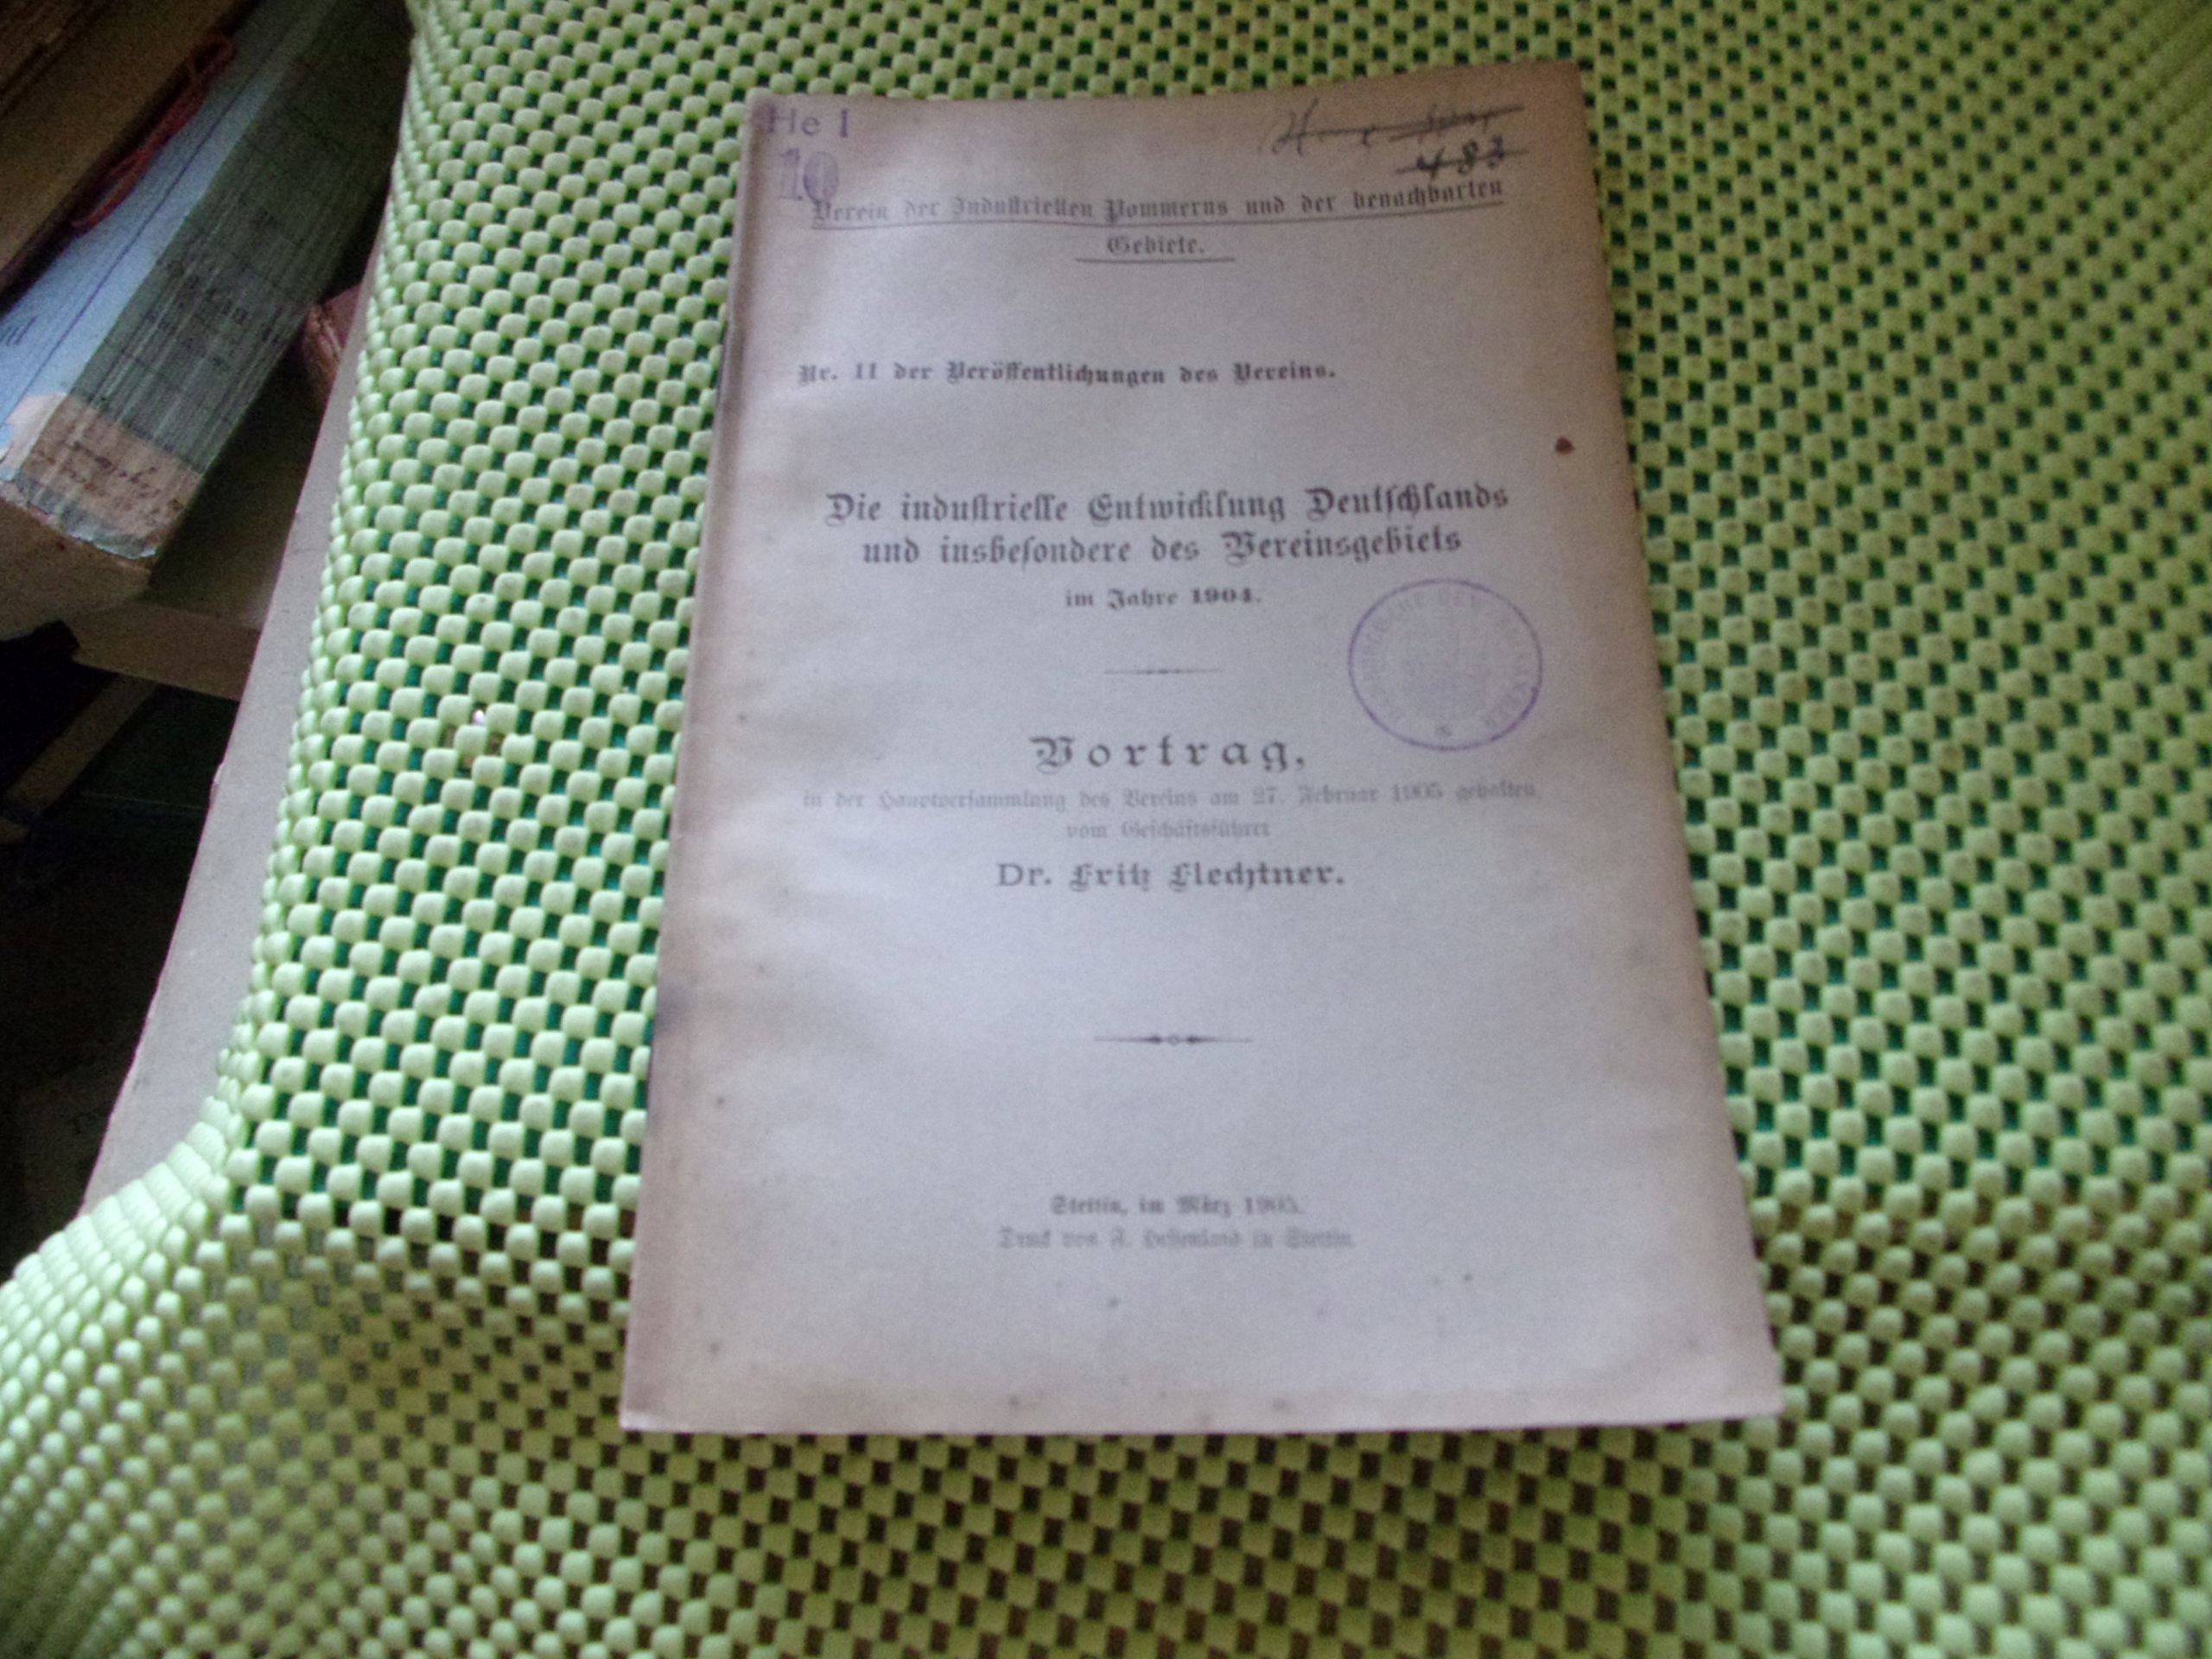 He I
10
483
Verein der Industriellen Pommerns und der benachbarten
Gebiete.
Nr. 11 der Veröffentlichungen des Vereins.
Die industrielle Entwicklung Deutschlands
und insbesondere des Vereinsgebiets
im Jahre 1904.
Vortrag,
in der Hauptversammlung des Vereins am 27. Februar 1905 gehalten
vom Geschäftsführer
Dr. Fritz Flechtner.
Stettin, im März 1905.
Druck von F. Hessenland in Stettin